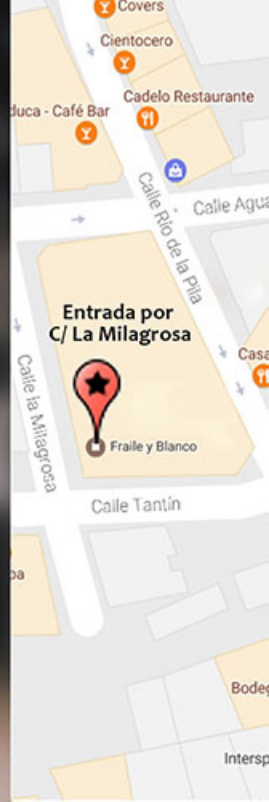 Covers
Cientocero
Cadelo Restaurante
duca - Café Bar
Calle Río de la Pila
Calle Agua
Entrada por
C/ La Milagrosa
Casa
Calle la Milagrosa
Fraile y Blanco
Calle Tantín
pa
Bodeg
Intersp